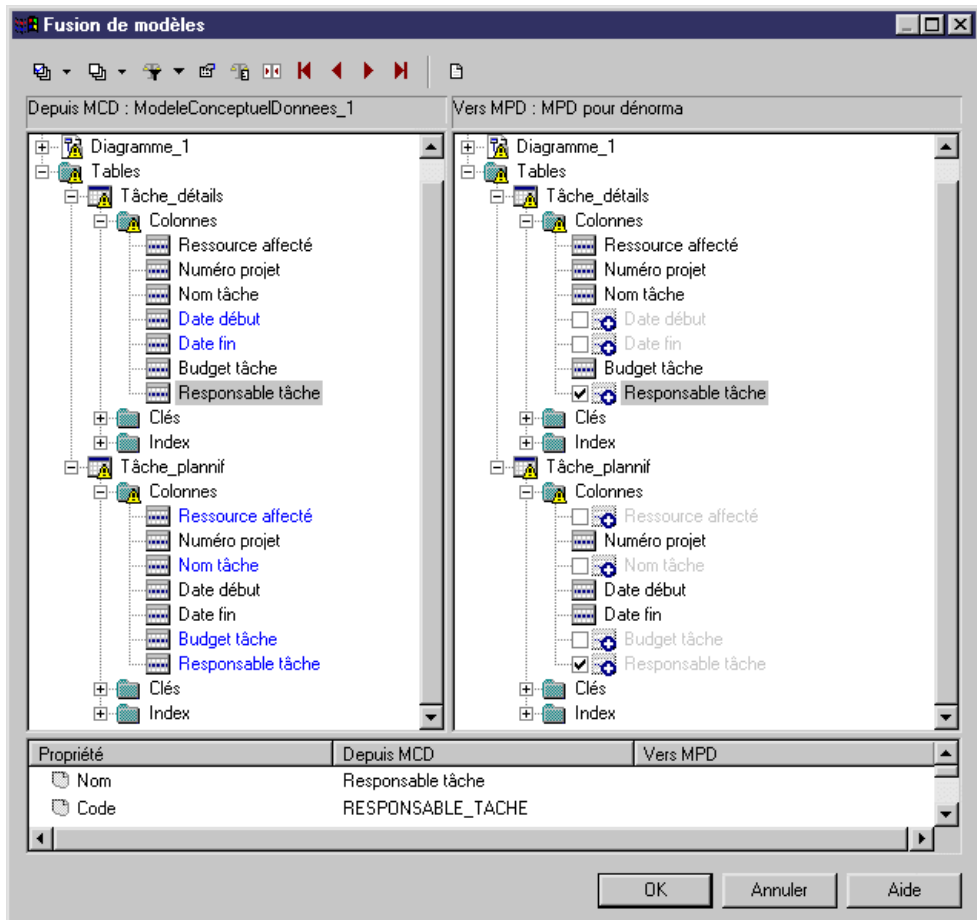 Fusion de modèles
Depuis MCD : ModeleConceptuelDonnees_1
Vers MPD : MPD pour dénorma
Diagramme_1
Tables
Tâche_détails
Colonnes
Ressource affecté
Numéro projet
Nom tâche
Date début
Date fin
Budget tâche
Responsable tâche
Clés
Index
Tâche_plannif
Colonnes
Ressource affecté
Numéro projet
Nom tâche
Date début
Date fin
Budget tâche
Responsable tâche
Clés
Index
Diagramme_1
Tables
Tâche_détails
Colonnes
Ressource affecté
Numéro projet
Nom tâche
Date début
Date fin
Budget tâche
Responsable tâche
Clés
Index
Tâche_plannif
Colonnes
Ressource affecté
Numéro projet
Nom tâche
Date début
Date fin
Budget tâche
Responsable tâche
Clés
Index
Propriété Depuis MCD Vers MPD
Nom Responsable tâche
Code RESPONSABLE_TACHE
OK Annuler Aide